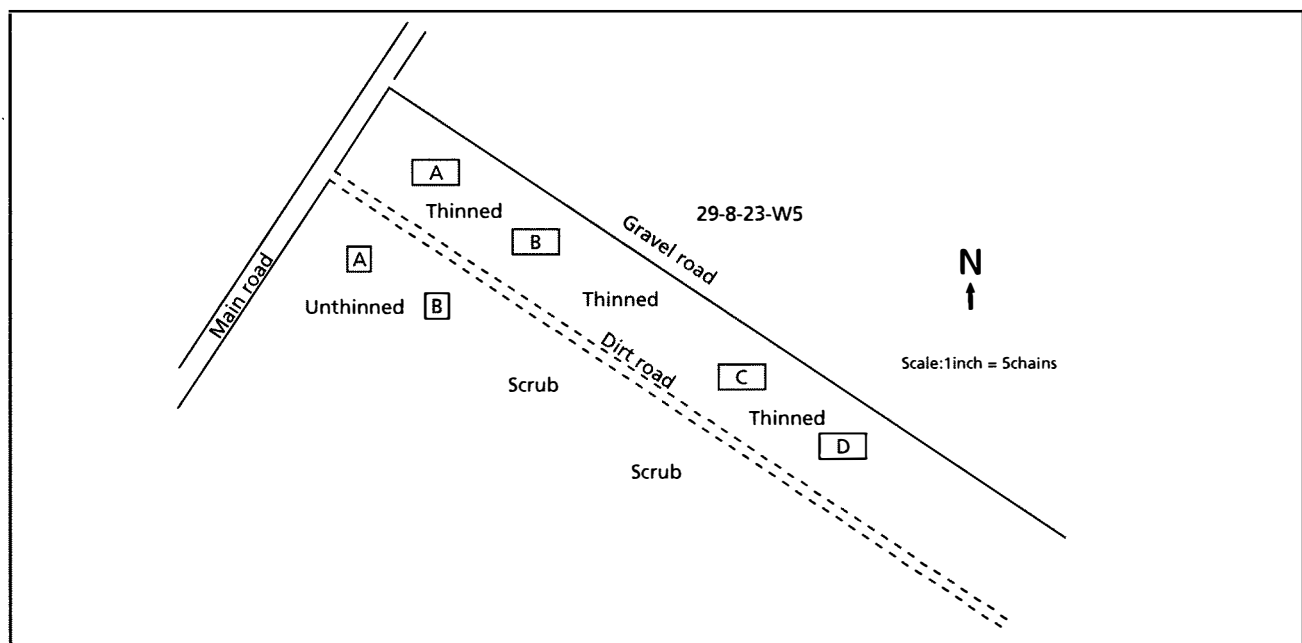 A
Thinned
29-8-23-W5
B
Gravel road
N
A
Main road
Thinned
Unthinned
B
Dirt road
Scale:1inch = 5chains
C
Scrub
Thinned
D
Scrub